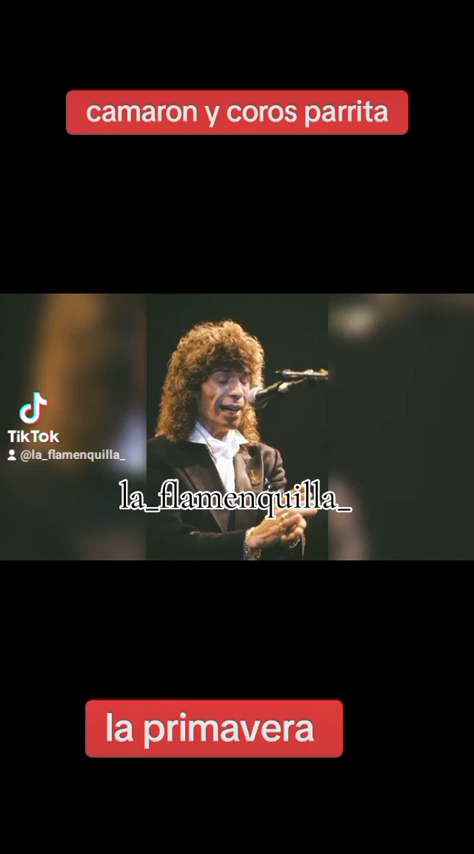 camaron y coros parrita
TikTok
@la_flamenquilla_
la_flamenquilla_
la primavera